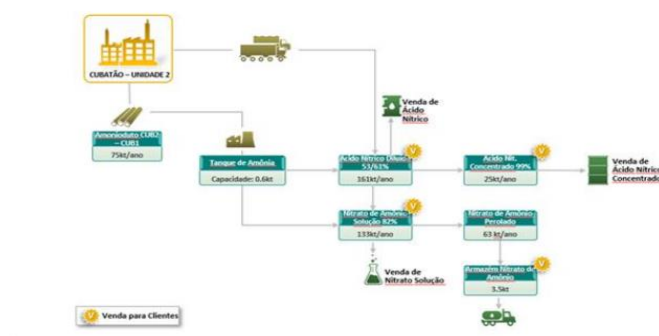 CUBATÃO – UNIDADE 2
Amoniodato CUB2
– CUB1
75kt/ano
Tanque de Amônia
Capacidade: 0.6kt
Venda de
Ácido
Nítrico
Ácido Nítrico Diluído
53/61%
161kt/ano
Ácido Nit.
Concentrado 99%
25kt/ano
Venda de
Ácido Nítrico
Concentrado
Nitrato de Amônio
Solução 82%
133kt/ano
Nitrato de Amônio
Perolado
63 kt/ano
Venda de
Nitrato Solução
Armazém Nitrato de
Amônio
3.5kt
V
V
V
V
V Venda para Clientes